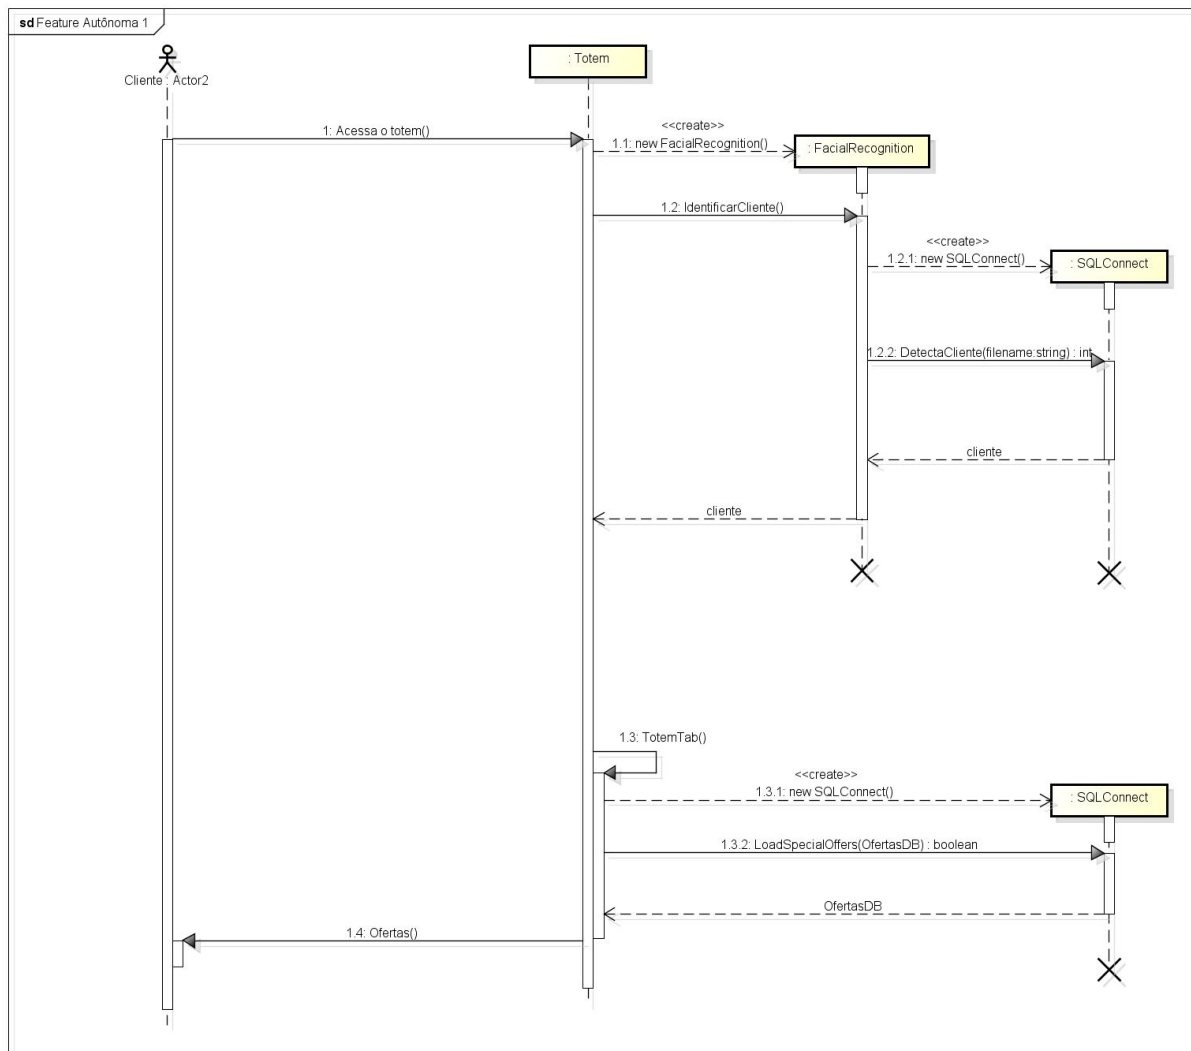 sd Feature Autônoma 1
Cliente : Actor2
: Totem
1: Acessa o totem()
<<create>>
1.1: new FacialRecognition()
: FacialRecognition
1.2: IdentificarCliente()
<<create>>
1.2.1: new SQLConnect()
: SQLConnect
1.2.2: DetectaCliente(filename:string) : int
cliente
cliente
1.3: TotemTab()
<<create>>
1.3.1: new SQLConnect()
: SQLConnect
1.3.2: LoadSpecialOffers(OfertasDB) : boolean
OfertasDB
1.4: Ofertas()